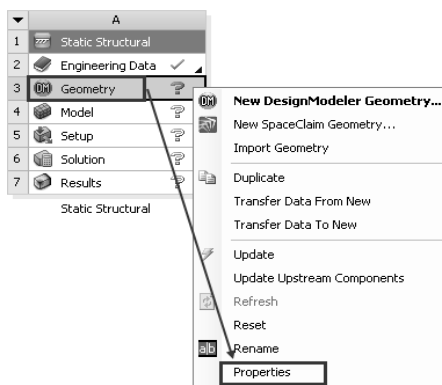 A
1 Static Structural
2 Engineering Data
3 DM Geometry ?
4 Model ?
5 Setup ?
6 Solution ?
7 Results ?
Static Structural
DM New DesignModeler Geometry...
New SpaceClaim Geometry...
Import Geometry
Duplicate
Transfer Data From New
Transfer Data To New
Update
Update Upstream Components
Refresh
Reset
a|b Rename
Properties